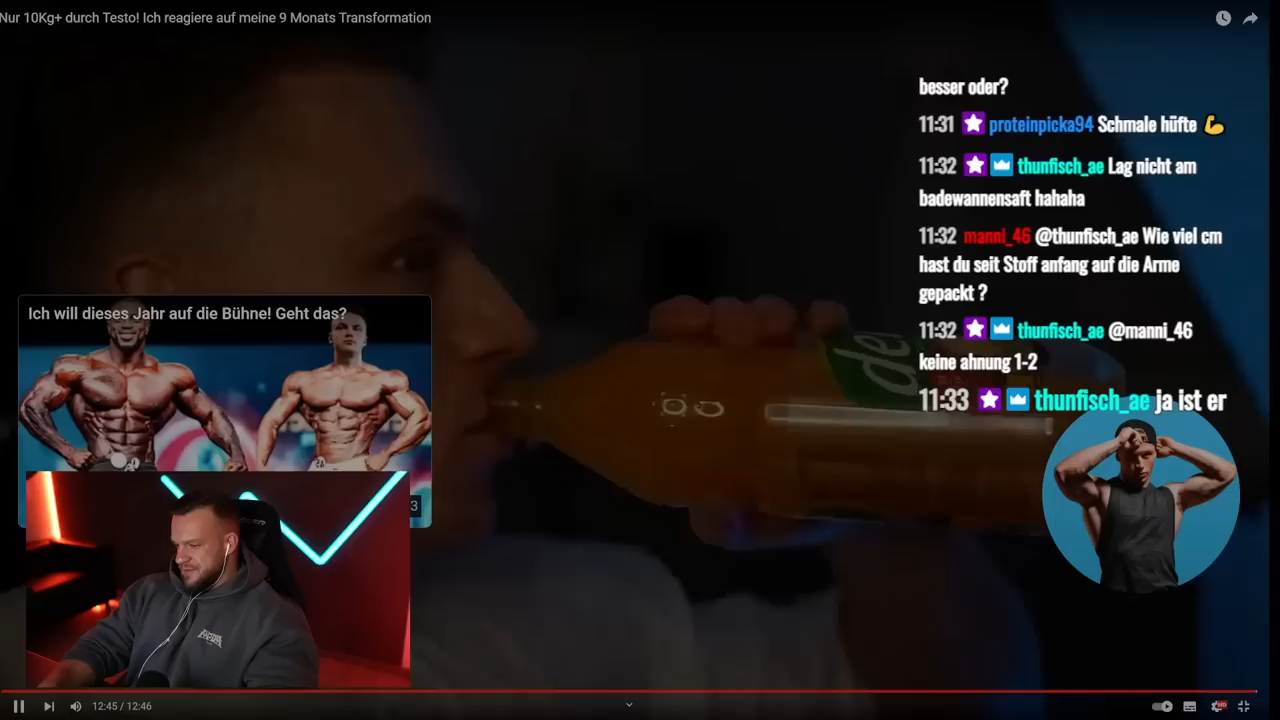 Nur 10Kg+ durch Testo! Ich reagiere auf meine 9 Monats Transformation
besser oder?
11:31 proteinpicka94 Schmale hüfte 💪
11:32 thunfisch_ae Lag nicht am
badewannensaft hahaha
11:32 manni_46 @thunfisch_ae Wie viel cm
hast du seit Stoff anfang auf die Arme
gepackt ?
11:32 thunfisch_ae @manni_46
keine ahnung 1-2
11:33 thunfisch_ae ja ist er
Ich will dieses Jahr auf die Bühne! Geht das?
3
de
12:45 / 12:46
HD